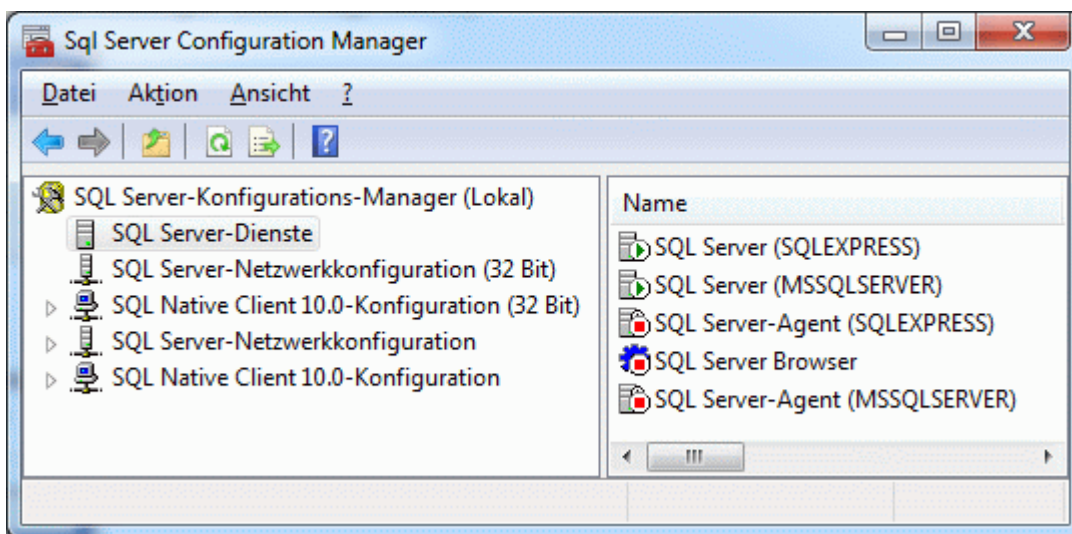 Sql Server Configuration Manager
Datei Aktion Ansicht ?
SQL Server-Konfigurations-Manager (Lokal)
SQL Server-Dienste
SQL Server-Netzwerkkonfiguration (32 Bit)
SQL Native Client 10.0-Konfiguration (32 Bit)
SQL Server-Netzwerkkonfiguration
SQL Native Client 10.0-Konfiguration
Name
SQL Server (SQLEXPRESS)
SQL Server (MSSQLSERVER)
SQL Server-Agent (SQLEXPRESS)
SQL Server Browser
SQL Server-Agent (MSSQLSERVER)